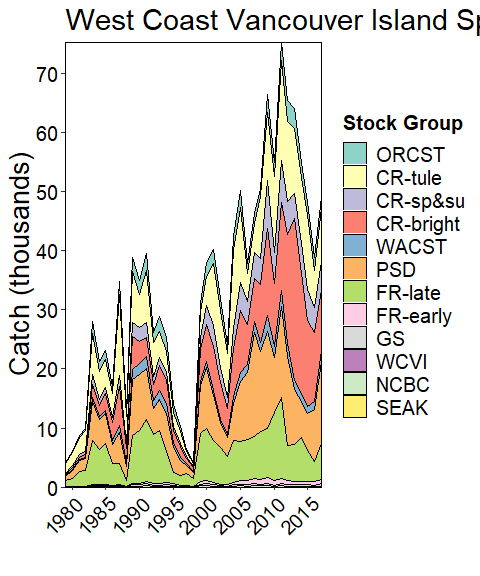 West Coast Vancouver Island Sp
Catch (thousands)
70
60
50
40
30
20
10
0
1980
1985
1990
1995
2000
2005
2010
2015
Stock Group
ORCST
CR-tule
CR-sp&su
CR-bright
WACST
PSD
FR-late
FR-early
GS
WCVI
NCBC
SEAK